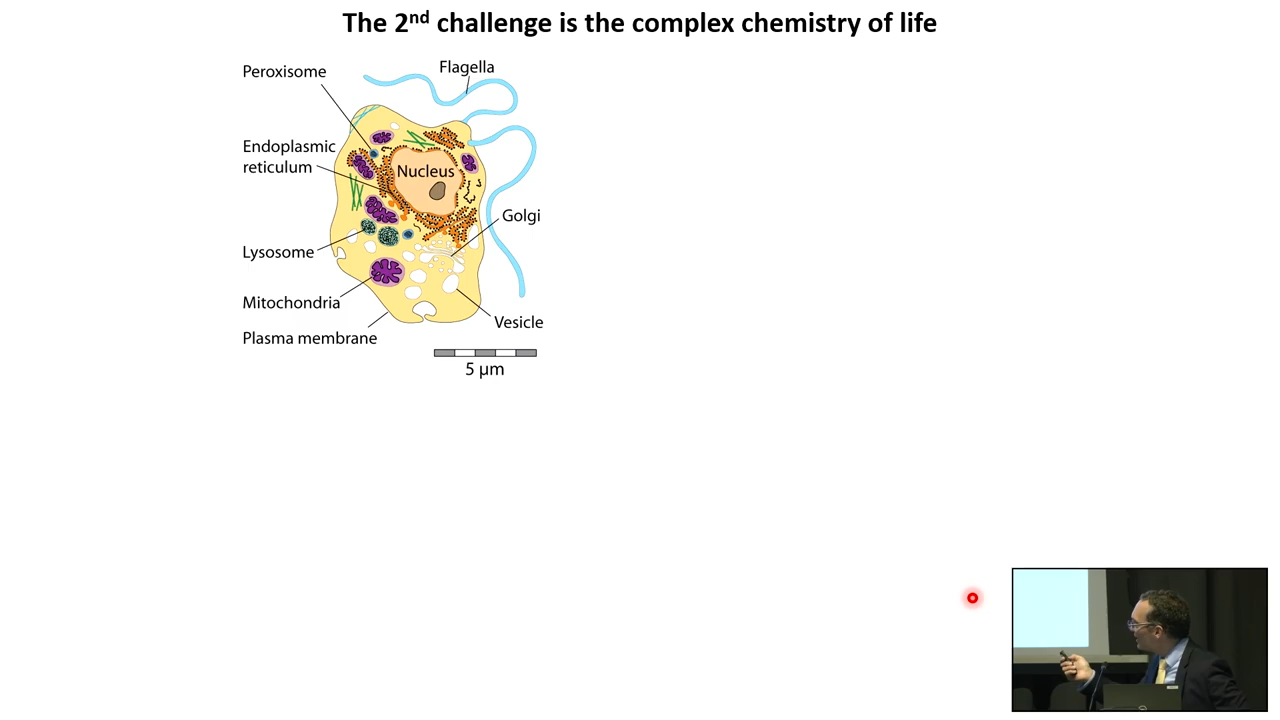 The 2nd challenge is the complex chemistry of life
Peroxisome
Flagella
Endoplasmic
reticulum
Nucleus
Golgi
Lysosome
Mitochondria
Vesicle
Plasma membrane
5 µm